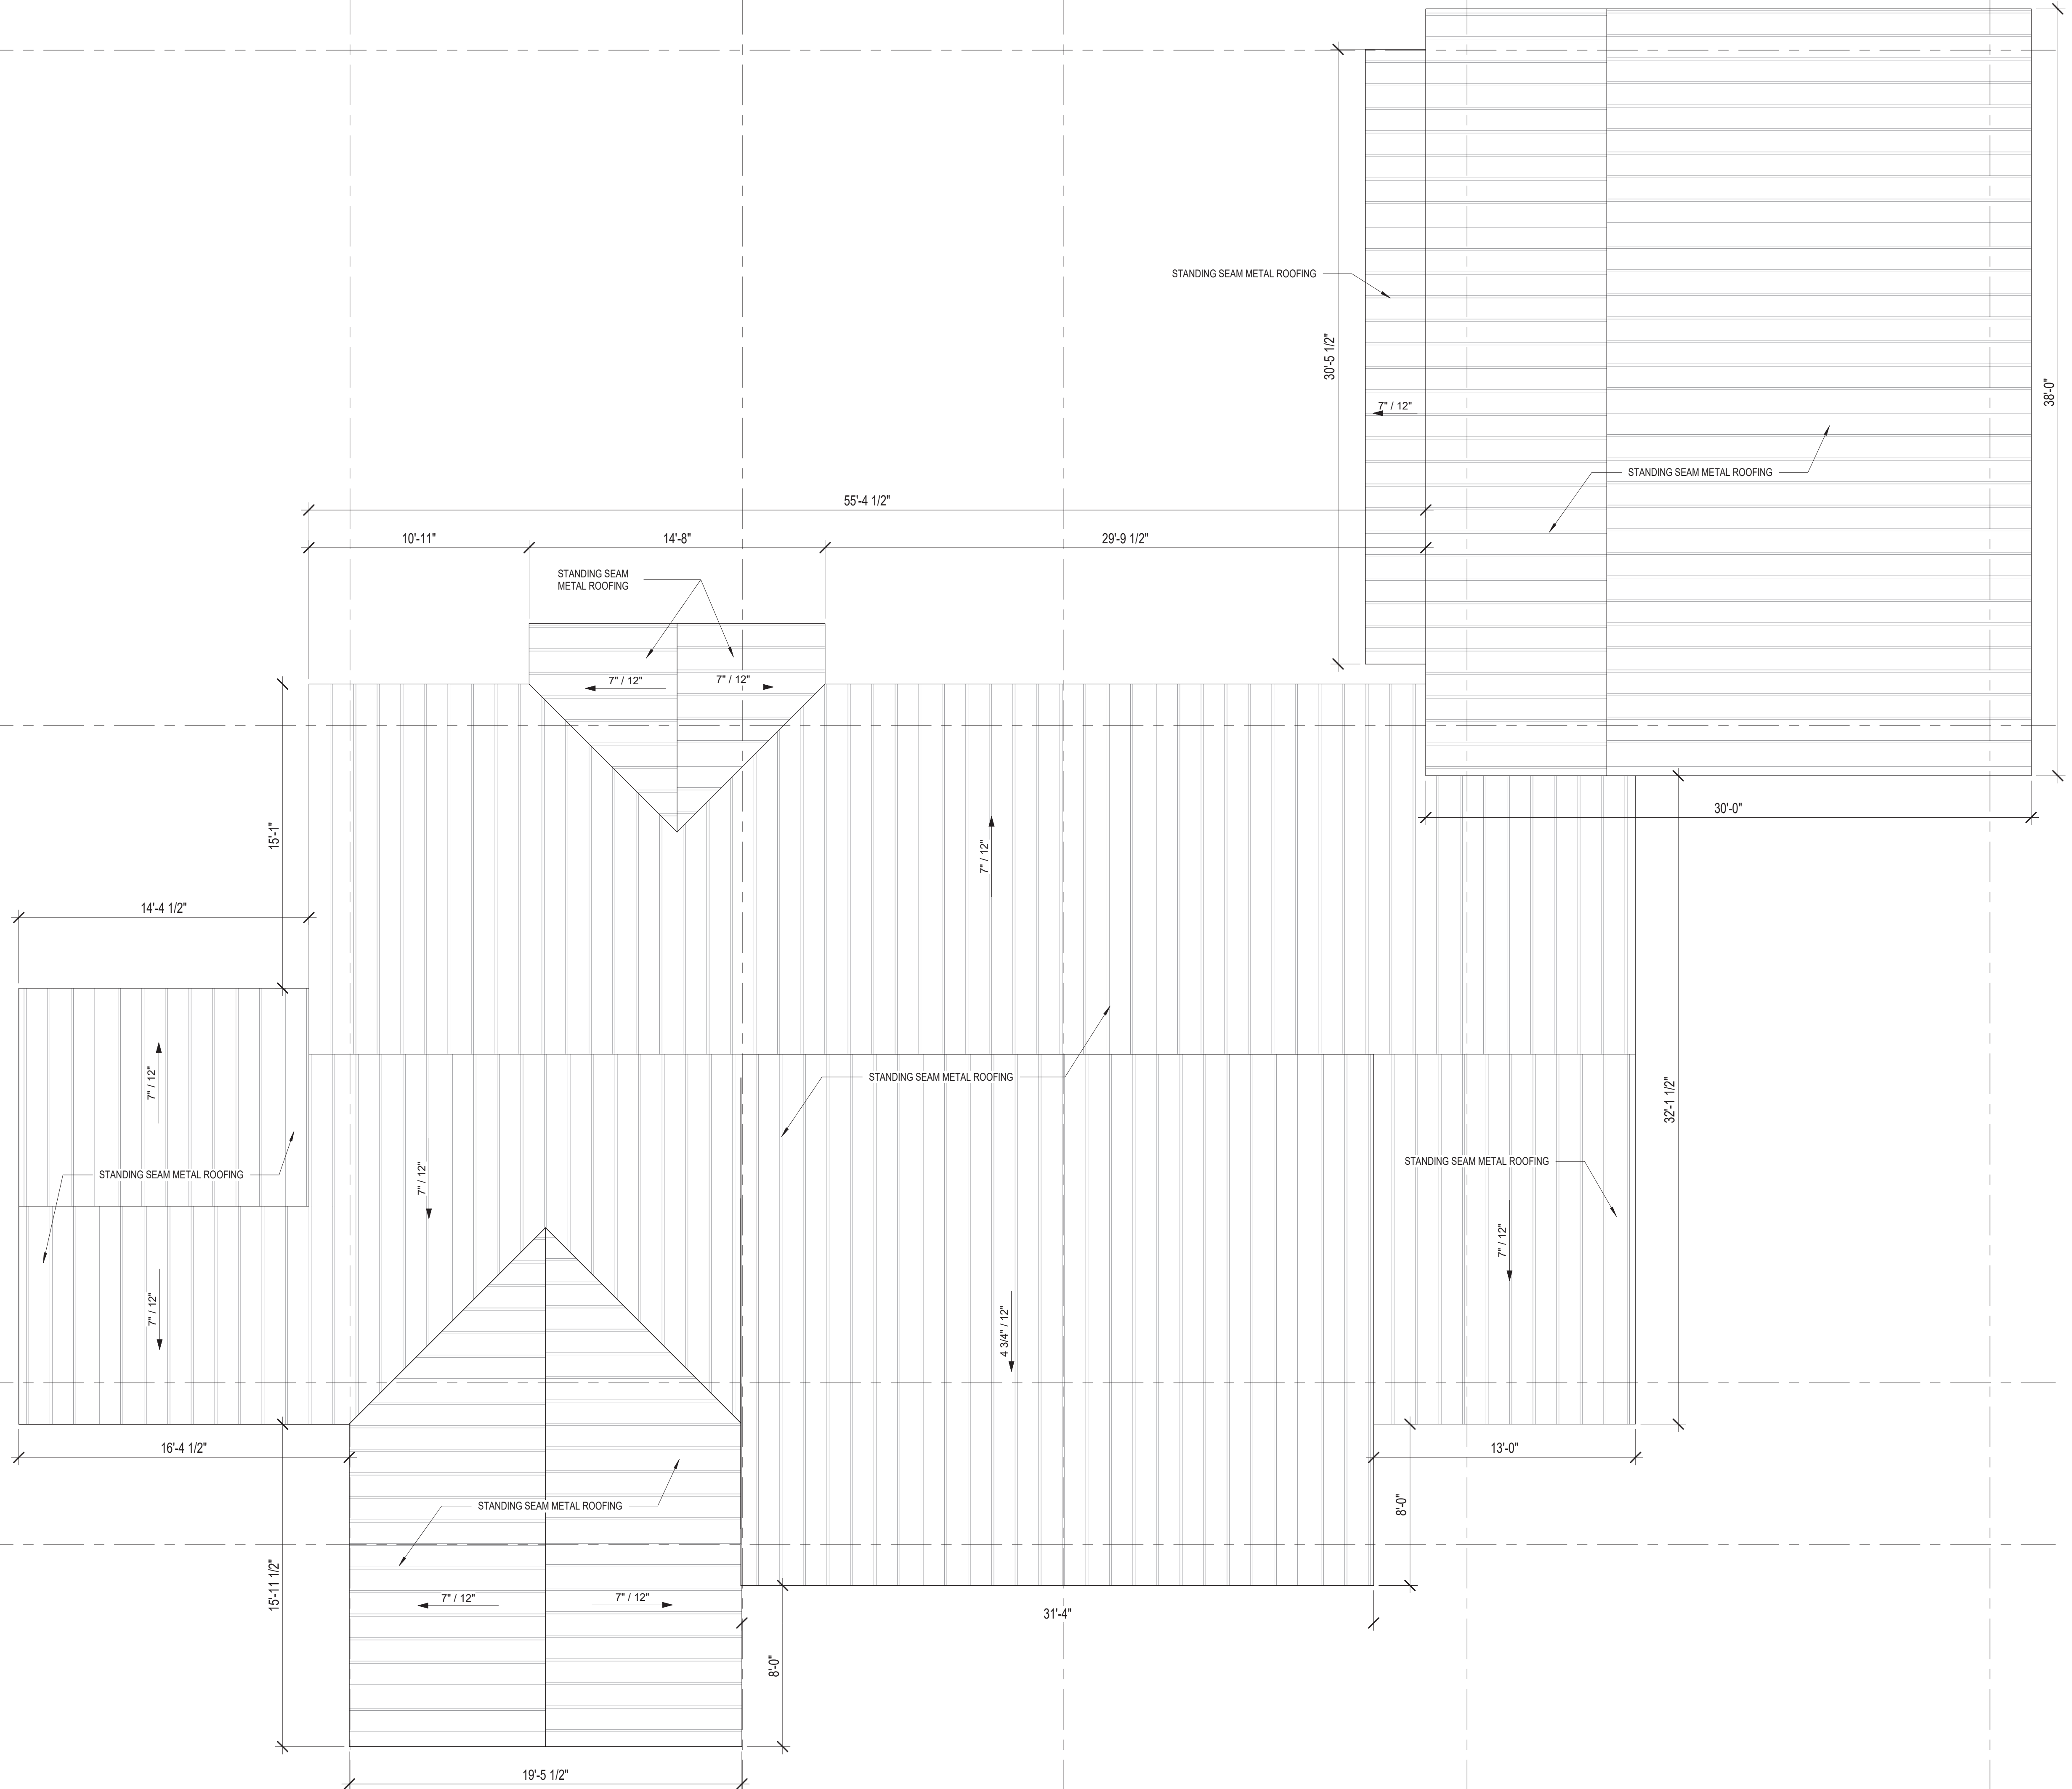 38'-0"
STANDING SEAM METAL ROOFING
30'-5 1/2"
7" / 12"
STANDING SEAM METAL ROOFING
55'-4 1/2"
10'-11"
14'-8"
29'-9 1/2"
STANDING SEAM
METAL ROOFING
7" / 12"
7" / 12"
30'-0"
15'-1"
7" / 12"
14'-4 1/2"
7" / 12"
STANDING SEAM METAL ROOFING
32'-1 1/2"
STANDING SEAM METAL ROOFING
7" / 12"
STANDING SEAM METAL ROOFING
7" / 12"
7" / 12"
4 3/4" / 12"
16'-4 1/2"
13'-0"
STANDING SEAM METAL ROOFING
8'-0"
15'-11 1/2"
7" / 12"
7" / 12"
31'-4"
8'-0"
19'-5 1/2"